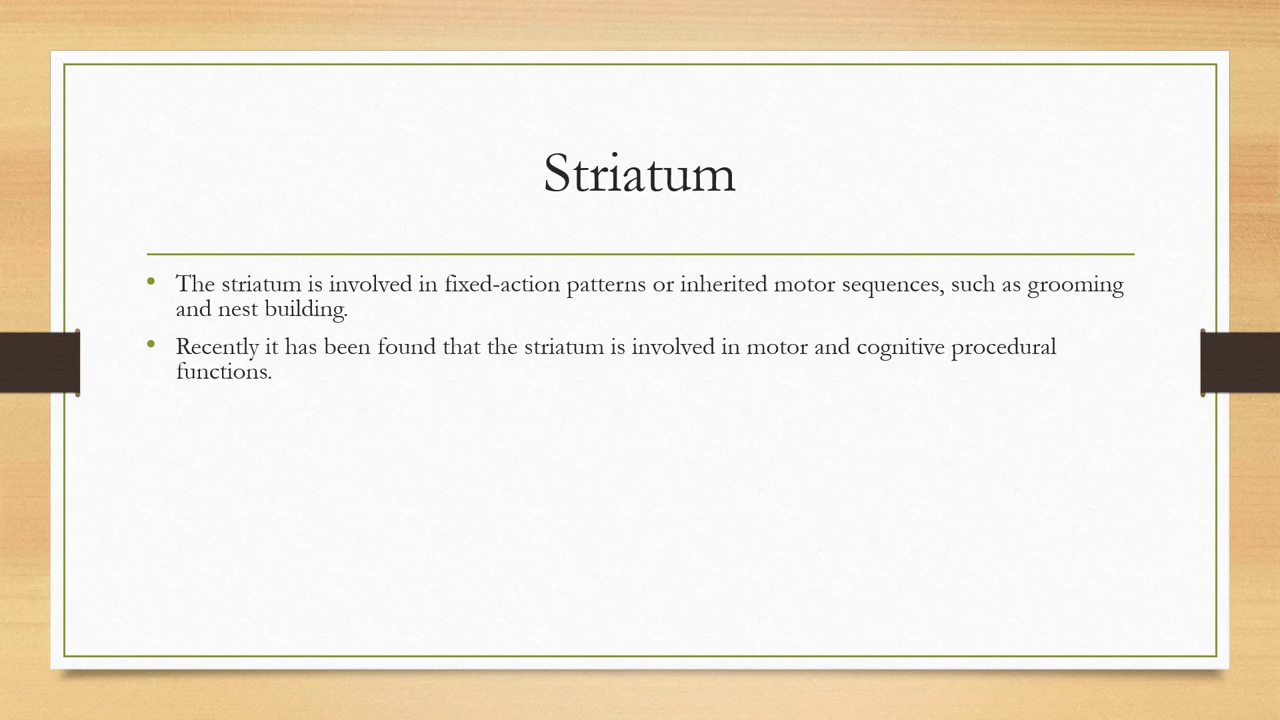 Striatum
• The striatum is involved in fixed-action patterns or inherited motor sequences, such as grooming
and nest building.
• Recently it has been found that the striatum is involved in motor and cognitive procedural
functions.